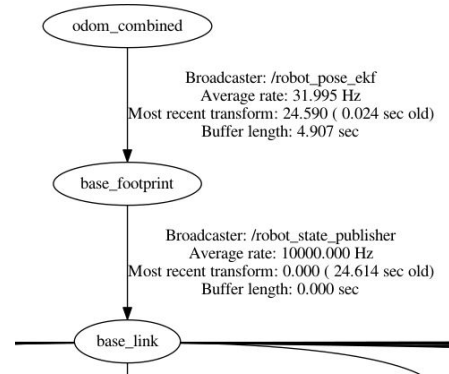 odom_combined
Broadcaster: /robot_pose_ekf
Average rate: 31.995 Hz
Most recent transform: 24.590 ( 0.024 sec old)
Buffer length: 4.907 sec
base_footprint
Broadcaster: /robot_state_publisher
Average rate: 10000.000 Hz
Most recent transform: 0.000 ( 24.614 sec old)
Buffer length: 0.000 sec
base_link